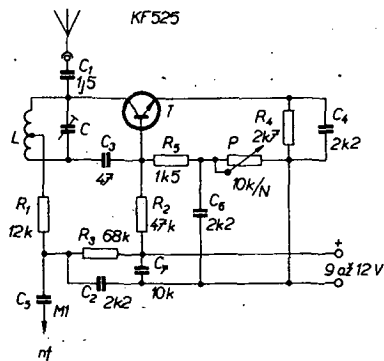 KF525
C1
1j5
T
L
C
C3
47
R5
1k5
P
10k/N
R4
2k7
C4
2k2
R1
12k
R2
47k
C6
2k2
R3 68k
C7
10k
C2
2k2
+
9 až 12 V
-
C5
M1
nf